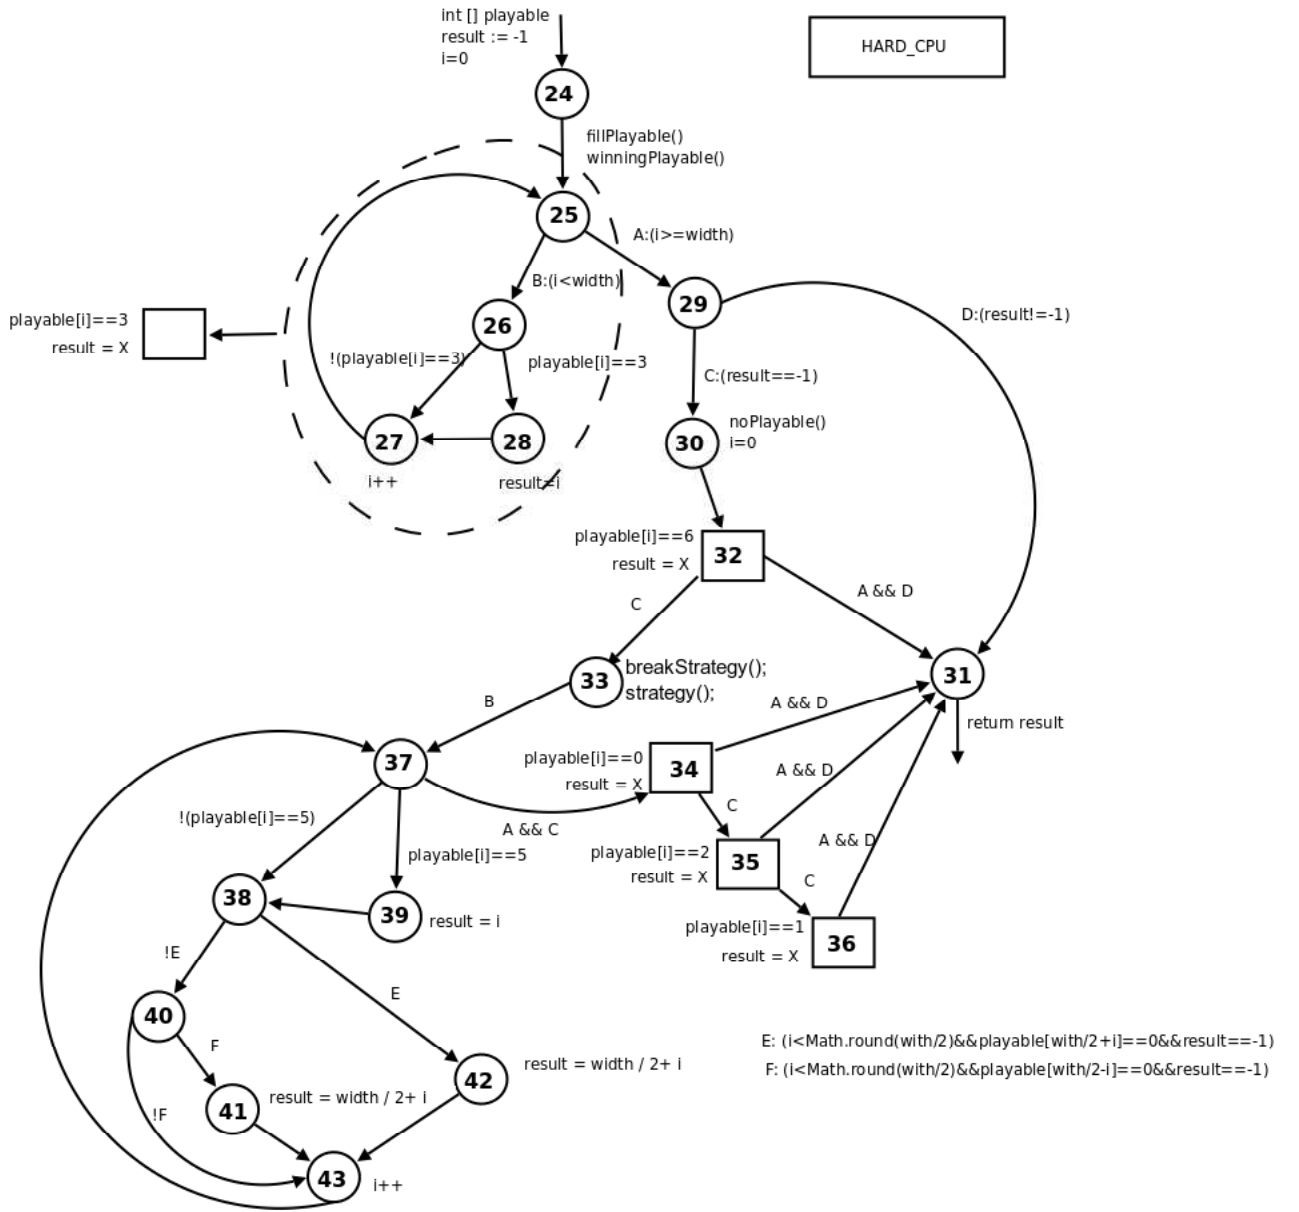 int [] playable
result := -1
i=0
HARD_CPU
24
fillPlayable()
winningPlayable()
25
A:(i>=width)
B:(i<width)
29
D:(result!=-1)
playable[i]==3
result = X
26
!(playable[i]==3)
playable[i]==3
C:(result==-1)
27
28
i++
result=i
30
noPlayable()
i=0
playable[i]==6
result = X
32
A && D
C
33
breakStrategy();
strategy();
31
return result
B
A && D
37
playable[i]==0
result = X
34
A && D
C
!(playable[i]==5)
A && C
playable[i]==5
playable[i]==2
result = X
35
A && D
C
38
39
result = i
playable[i]==1
result = X
36
!E
E
40
F
E: (i<Math.round(with/2)&&playable[with/2+i]==0&&result==-1)
F: (i<Math.round(with/2)&&playable[with/2-i]==0&&result==-1)
42
result = width / 2+ i
41
result = width / 2+ i
!F
43
i++